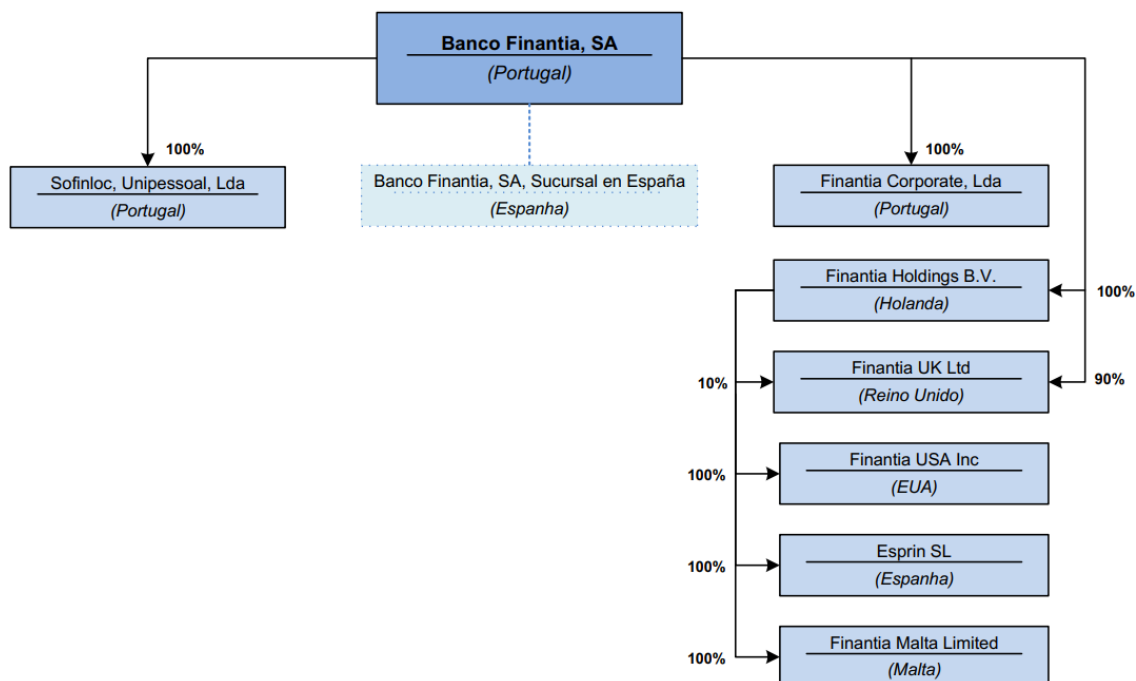 Banco Finantia, SA
(Portugal)
100%
100%
Sofinloc, Unipessoal, Lda
(Portugal)
Banco Finantia, SA, Sucursal en España
(Espanha)
Finantia Corporate, Lda
(Portugal)
Finantia Holdings B.V.
(Holanda)
100%
10%
Finantia UK Ltd
(Reino Unido)
90%
100%
Finantia USA Inc
(EUA)
100%
Esprin SL
(Espanha)
100%
Finantia Malta Limited
(Malta)